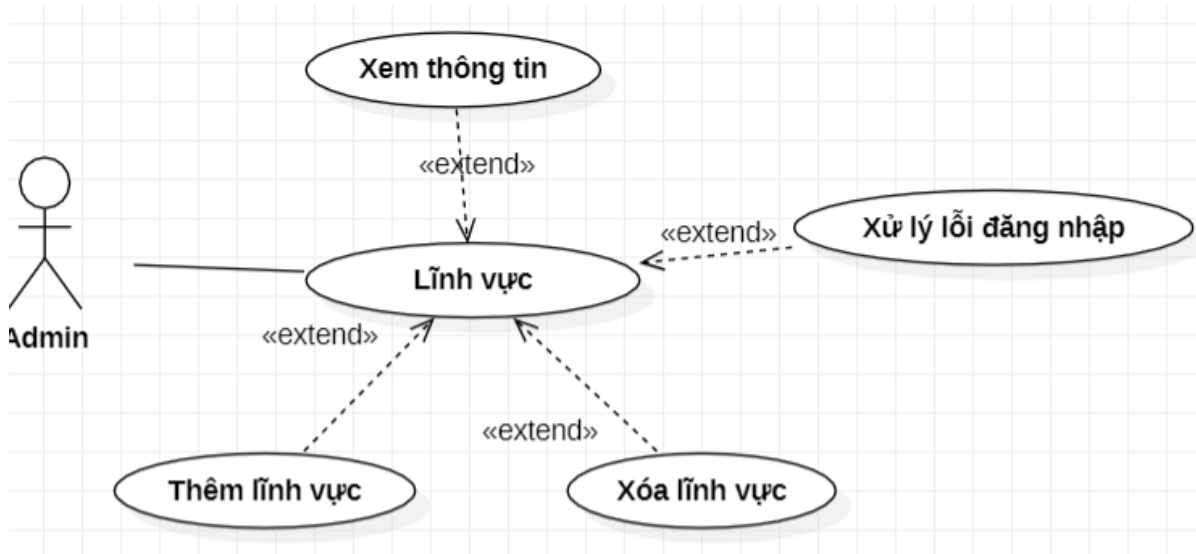 Xem thông tin
«extend»
Xử lý lỗi đăng nhập
«extend»
Lĩnh vực
Admin
«extend»
«extend»
Thêm lĩnh vực
Xóa lĩnh vực